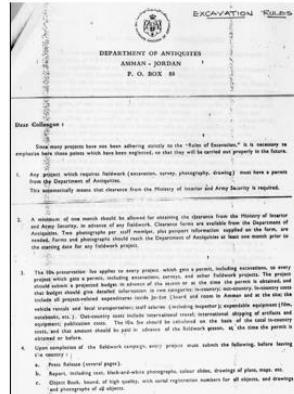 EXCAVATION RULES
DEPARTMENT OF ANTIQUITES
AMMAN - JORDAN
P. O. BOX 88
Dear Colleague :
Since many projects have not been adhering strictly to the "Rules of Excavation," it is necessary to
emphasize here those points which have been neglected, so that they will be carried out properly in the future.
1. Any project which requires fieldwork (excavation, survey, photography, drawing) must have a permit
from the Department of Antiquities.
This automatically means that clearance from the Ministry of Interior and Army Security is required.
2. A minimum of one month should be allowed for obtaining the clearance from the Ministry of Interior
and Army Security, in advance of any fieldwork. Clearance forms are available from the Department of
Antiquities. Two photographs per staff member, plus passport information supplied on the form, are
needed. Forms and photographs should reach the Department of Antiquities at least one month prior to
the starting date for any fieldwork project.
3. The 10% preservation fee applies to every project which gets a permit, including excavations, to every
project which gets a permit, including excavations, surveys, and other fieldwork projects. The project
should submit a projected budget in advance of the season or at the time the permit is obtained, and
that budget should give detailed information in two categories: in-country; out-country. In-country costs
include all project-related expenditures inside Jordan (board and room in Amman and at the site; the
vehicle rentals and local transportation; staff salaries (including Inspector); expendable equipment (film,
notebooks, etc.) Out-country costs include international travel; international shipping of artifacts and
equipment; publication costs. The 10% fee should be calculated on the basis of the total in-country
costs, and that amount should be paid in advance of the fieldwork season, at the time the permit is
obtained or before.
4. Upon completion of the fieldwork campaign, every project must submit the following, before leaving
the country :
a. Press Release (several pages).
b. Report, including text, black-and-white photographs, colour slides, drawings of plans, maps, etc.
c. Object Book, bound, of high quality, with serial registration numbers for all objects, and drawings
and photographs of all objects.